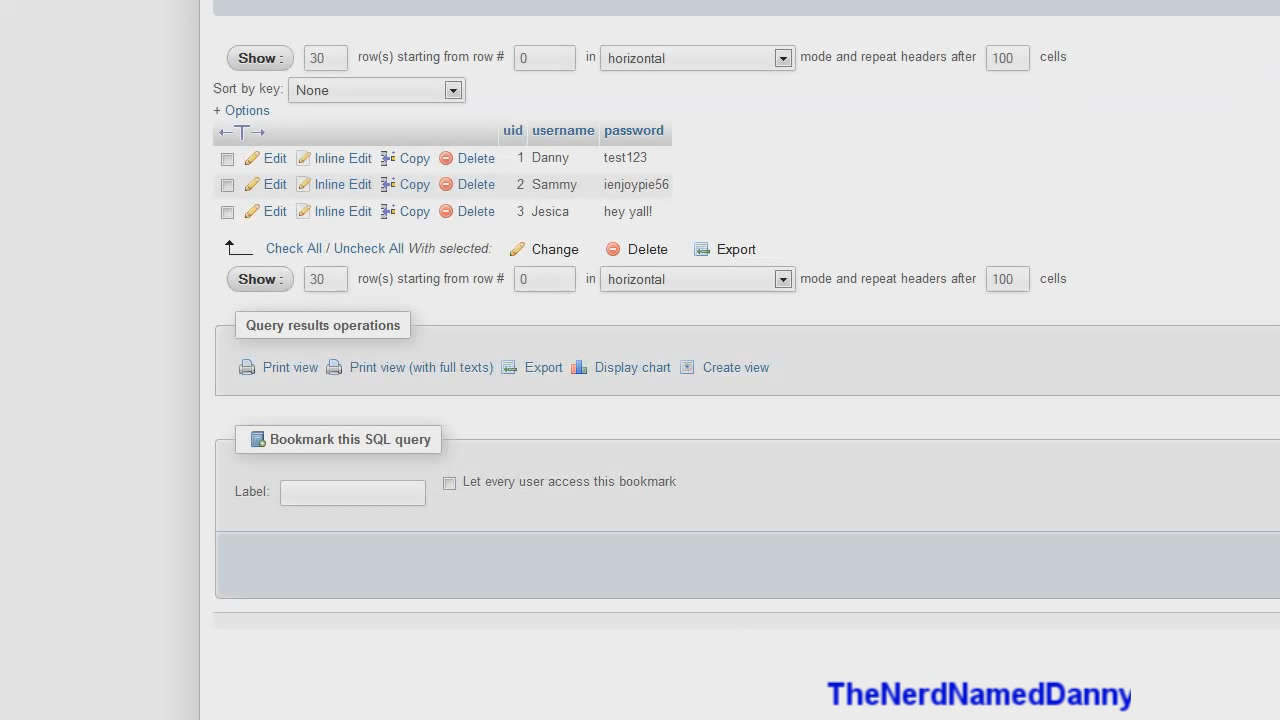 Show : 30 row(s) starting from row # 0 in horizontal mode and repeat headers after 100 cells
Sort by key: None
+ Options
←T→ uid username password
Edit Inline Edit Copy Delete 1 Danny test123
Edit Inline Edit Copy Delete 2 Sammy ienjoypie56
Edit Inline Edit Copy Delete 3 Jesica hey yall!
Check All / Uncheck All With selected: Change Delete Export
Show : 30 row(s) starting from row # 0 in horizontal mode and repeat headers after 100 cells
Query results operations
Print view Print view (with full texts) Export Display chart Create view
Bookmark this SQL query
Label: Let every user access this bookmark
TheNerdNamedDanny